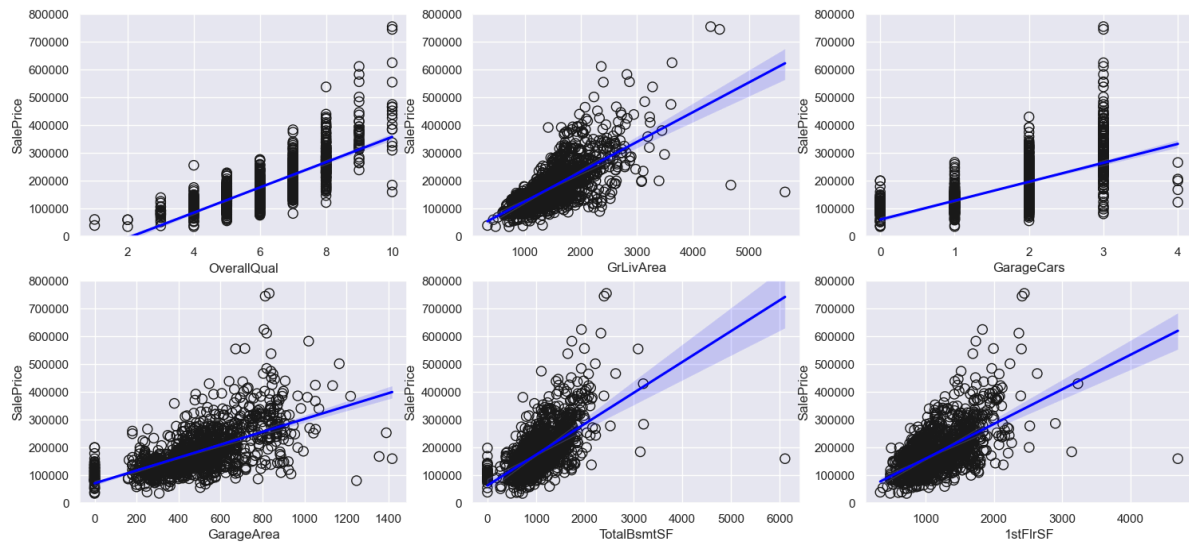 800000 800000 800000
700000 700000 700000
600000 600000 600000
500000 500000 500000
SalePrice 400000 SalePrice 400000 SalePrice 400000
300000 300000 300000
200000 200000 200000
100000 100000 100000
0 0 0
2 4 6 8 10 1000 2000 3000 4000 5000 0 1 2 3 4
OverallQual GrLivArea GarageCars
800000 800000 800000
700000 700000 700000
600000 600000 600000
500000 500000 500000
SalePrice 400000 SalePrice 400000 SalePrice 400000
300000 300000 300000
200000 200000 200000
100000 100000 100000
0 0 0
0 200 400 600 800 1000 1200 1400 0 1000 2000 3000 4000 5000 6000 1000 2000 3000 4000
GarageArea TotalBsmtSF 1stFlrSF